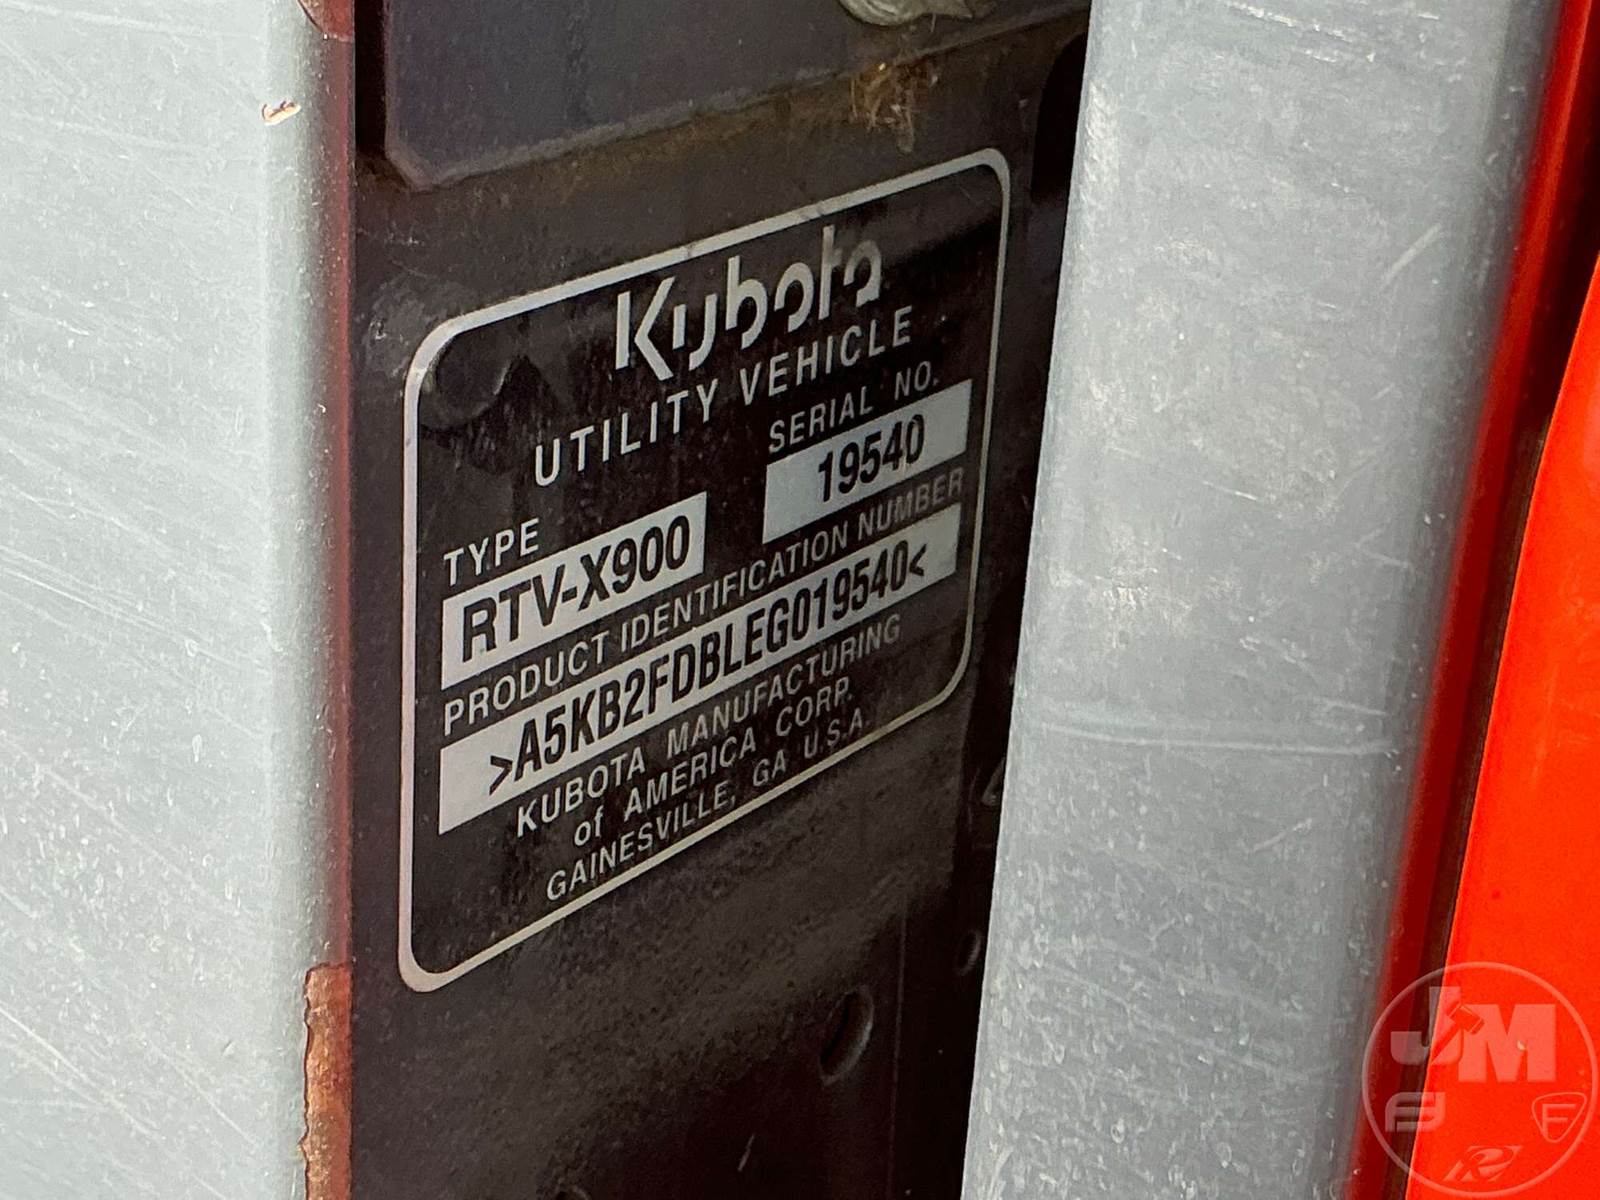 Kubota
UTILITY VEHICLE
SERIAL NO.
19540
TYPE
RTV-X900
PRODUCT IDENTIFICATION NUMBER
>A5KB2FDBLEG019540<
KUBOTA MANUFACTURING
of AMERICA CORP.
GAINESVILLE, GA U.S.A.
JM